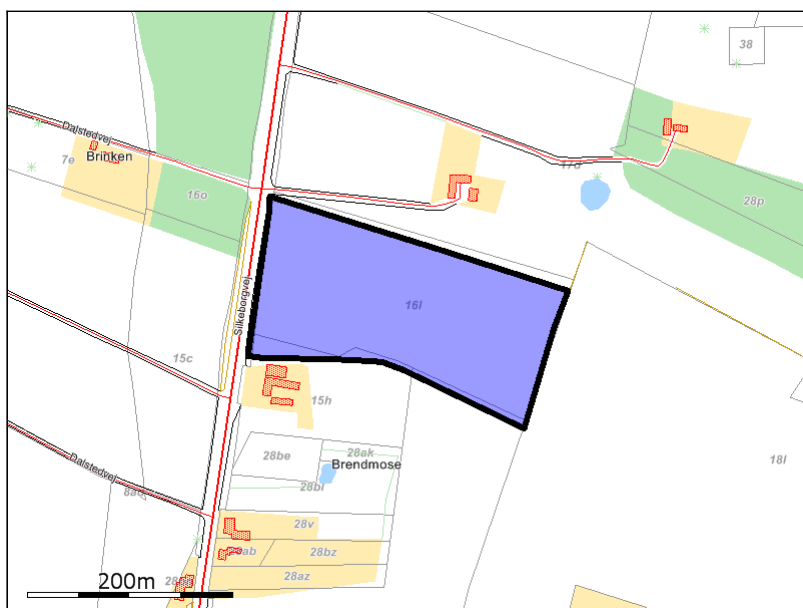 38
Dalstedvej
Brinken
7e
16o
28p
16l
Silkeborgvej
15c
15h
28be
28ak
Brendmose
28bl
18l
Dalstedvej
28v
28bz
28az
200m